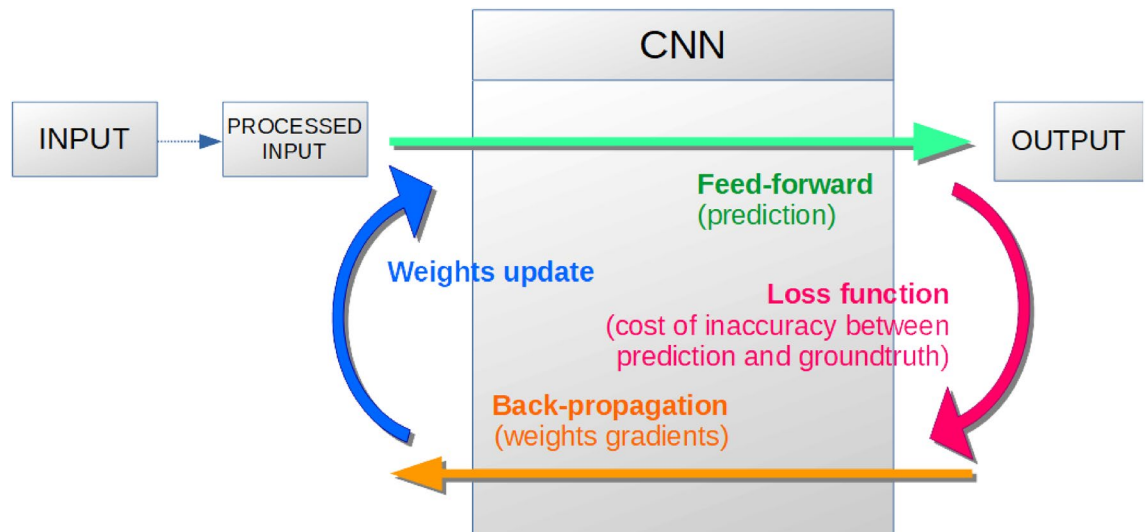 CNN
INPUT
PROCESSED
INPUT
OUTPUT
Feed-forward
(prediction)
Weights update
Loss function
(cost of inaccuracy between
prediction and groundtruth)
Back-propagation
(weights gradients)